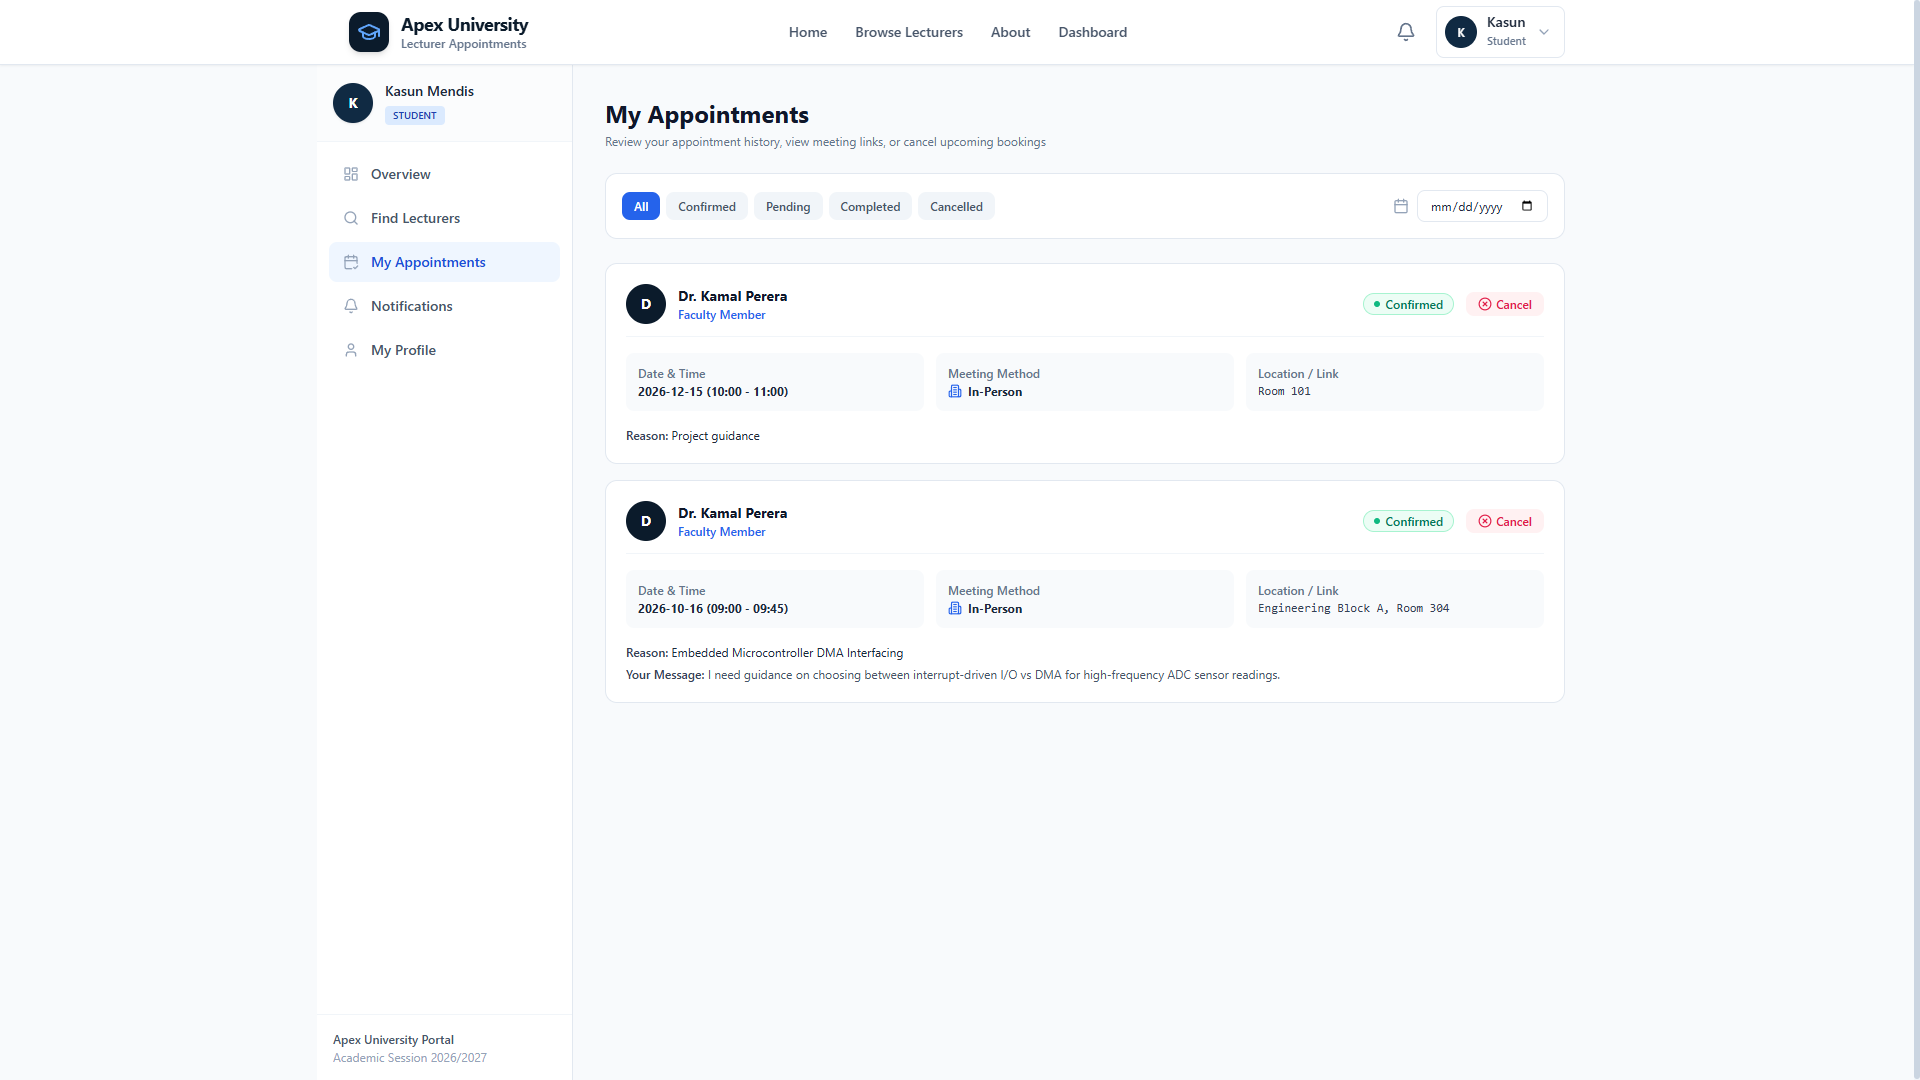 Apex University
Lecturer Appointments
Home
Browse Lecturers
About
Dashboard
K
Kasun
Student
K
Kasun Mendis
STUDENT
Overview
Find Lecturers
My Appointments
Notifications
My Profile
Apex University Portal
Academic Session 2026/2027
My Appointments
Review your appointment history, view meeting links, or cancel upcoming bookings
All
Confirmed
Pending
Completed
Cancelled
mm/dd/yyyy
D
Dr. Kamal Perera
Faculty Member
Confirmed
Cancel
Date & Time
2026-12-15 (10:00 - 11:00)
Meeting Method
In-Person
Location / Link
Room 101
Reason: Project guidance
D
Dr. Kamal Perera
Faculty Member
Confirmed
Cancel
Date & Time
2026-10-16 (09:00 - 09:45)
Meeting Method
In-Person
Location / Link
Engineering Block A, Room 304
Reason: Embedded Microcontroller DMA Interfacing
Your Message: I need guidance on choosing between interrupt-driven I/O vs DMA for high-frequency ADC sensor readings.